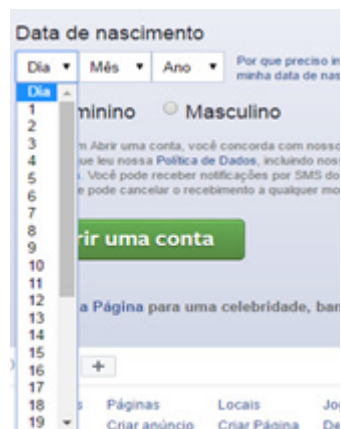 Data de nascimento
Dia Mês Ano
Por que preciso in
minha data de nas
Dia
1
2
3
4
5
6
7
8
9
10
11
12
13
14
15
16
17
18
19
minino Masculino
m Abrir uma conta, você concorda com nosso
ue leu nossa Política de Dados, incluindo nos
. Você pode receber notificações por SMS do
e pode cancelar o recebimento a qualquer mo
rir uma conta
a Página para uma celebridade, ban
+
s Páginas Locais Jog
Criar anúncio Criar Página De